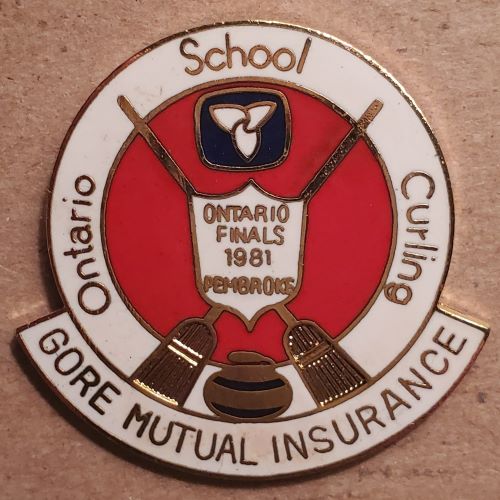 Ontario School Curling
ONTARIO
FINALS
1981
PEMBROKE
GORE MUTUAL INSURANCE